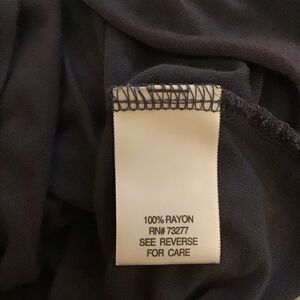 100% RAYON
RN# 73277
SEE REVERSE
FOR CARE